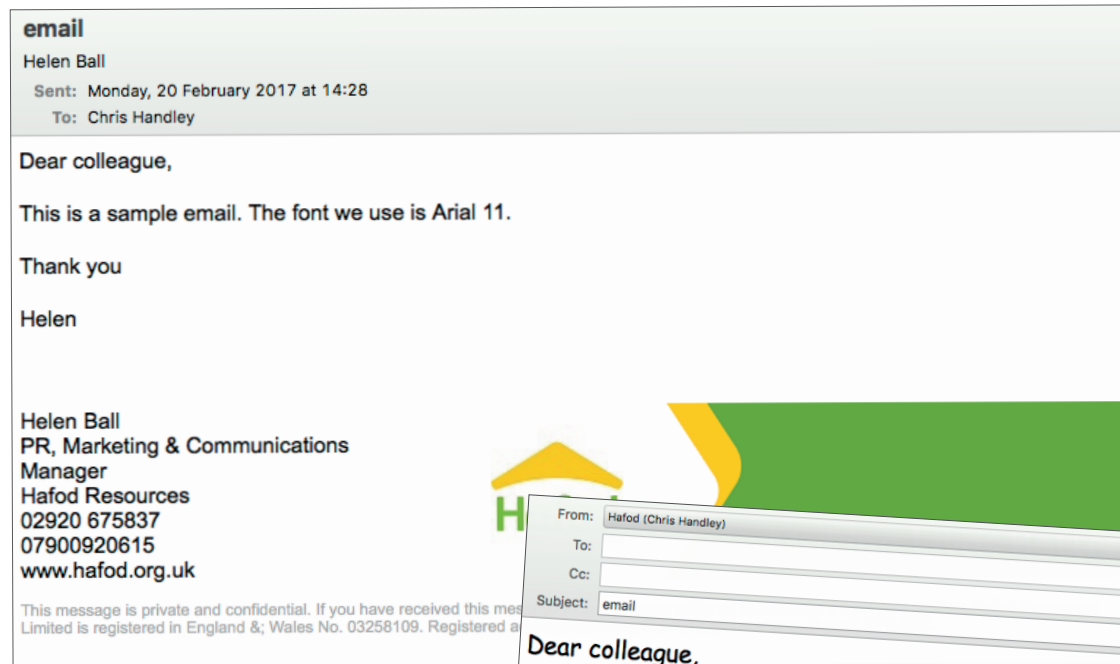 email
Helen Ball
Sent: Monday, 20 February 2017 at 14:28
To: Chris Handley
Dear colleague,
This is a sample email. The font we use is Arial 11.
Thank you
Helen
Helen Ball
PR, Marketing & Communications
Manager
Hafod Resources
02920 675837
07900920615
www.hafod.org.uk
This message is private and confidential. If you have received this
Limited is registered in England &; Wales No. 03258109. Registered
From: Hafod (Chris Handley)
To:
Cc:
Subject: email
Dear colleague,